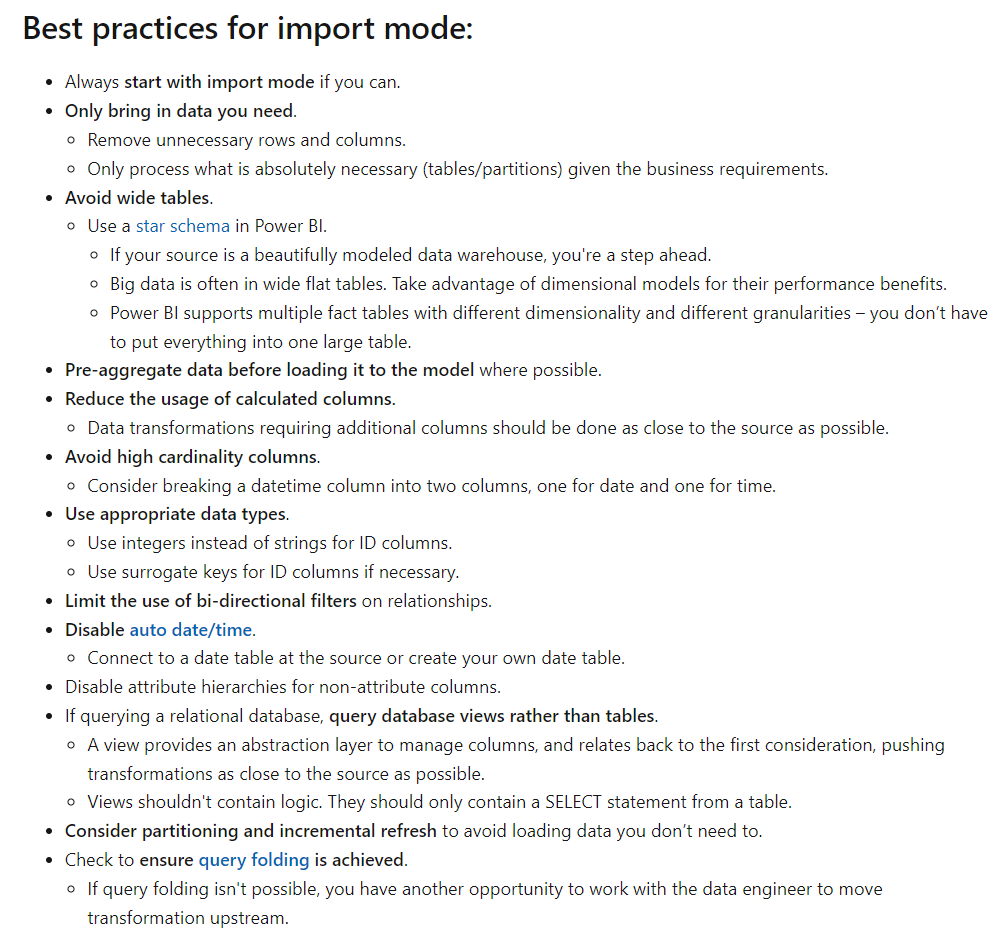 Best practices for import mode:
Always start with import mode if you can.
Only bring in data you need.
Remove unnecessary rows and columns.
Only process what is absolutely necessary (tables/partitions) given the business requirements.
Avoid wide tables.
Use a star schema in Power BI.
If your source is a beautifully modeled data warehouse, you're a step ahead.
Big data is often in wide flat tables. Take advantage of dimensional models for their performance benefits.
Power BI supports multiple fact tables with different dimensionality and different granularities – you don’t have
to put everything into one large table.
Pre-aggregate data before loading it to the model where possible.
Reduce the usage of calculated columns.
Data transformations requiring additional columns should be done as close to the source as possible.
Avoid high cardinality columns.
Consider breaking a datetime column into two columns, one for date and one for time.
Use appropriate data types.
Use integers instead of strings for ID columns.
Use surrogate keys for ID columns if necessary.
Limit the use of bi-directional filters on relationships.
Disable auto date/time.
Connect to a date table at the source or create your own date table.
Disable attribute hierarchies for non-attribute columns.
If querying a relational database, query database views rather than tables.
A view provides an abstraction layer to manage columns, and relates back to the first consideration, pushing
transformations as close to the source as possible.
Views shouldn't contain logic. They should only contain a SELECT statement from a table.
Consider partitioning and incremental refresh to avoid loading data you don’t need to.
Check to ensure query folding is achieved.
If query folding isn't possible, you have another opportunity to work with the data engineer to move
transformation upstream.